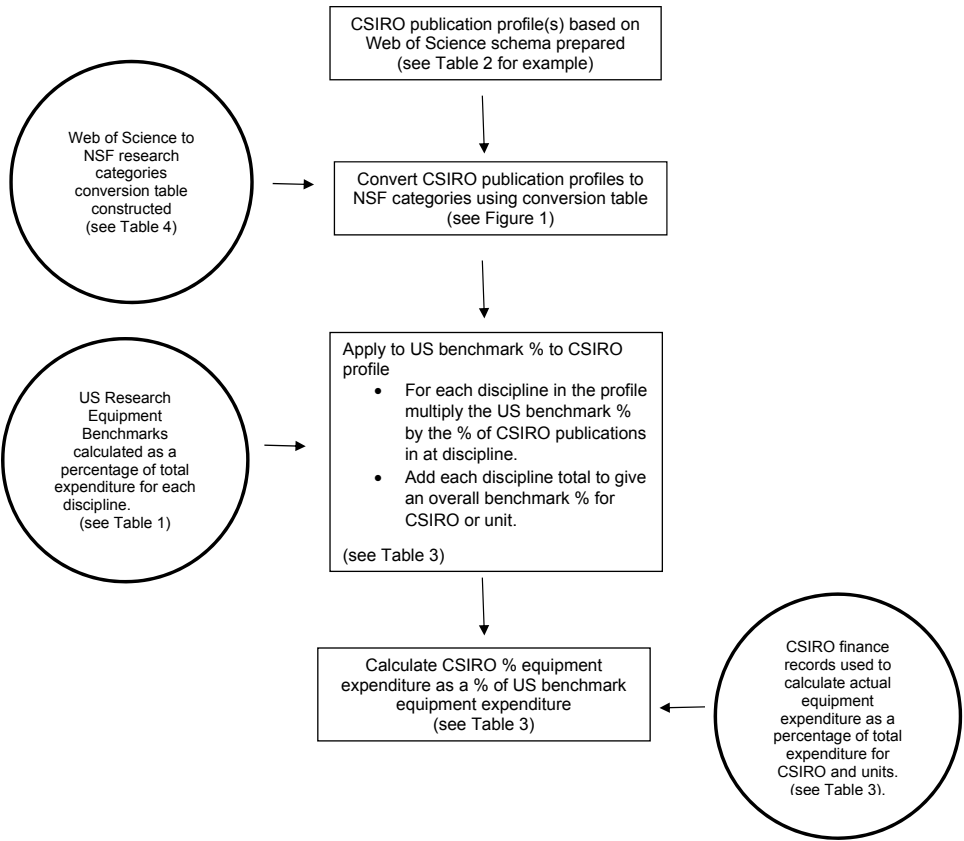 CSIRO publication profile(s) based on
Web of Science schema prepared
(see Table 2 for example)
Web of Science to
NSF research
categories
conversion table
constructed
(see Table 4)
Convert CSIRO publication profiles to
NSF categories using conversion table
(see Figure 1)
US Research
Equipment
Benchmarks
calculated as a
percentage of total
expenditure for each
discipline.
(see Table 1)
Apply to US benchmark % to CSIRO
profile
• For each discipline in the profile
multiply the US benchmark %
by the % of CSIRO publications
in at discipline.
• Add each discipline total to give
an overall benchmark % for
CSIRO or unit.
(see Table 3)
Calculate CSIRO % equipment
expenditure as a % of US benchmark
equipment expenditure
(see Table 3)
CSIRO finance
records used to
calculate actual
equipment
expenditure as a
percentage of total
expenditure for
CSIRO and units.
(see Table 3).